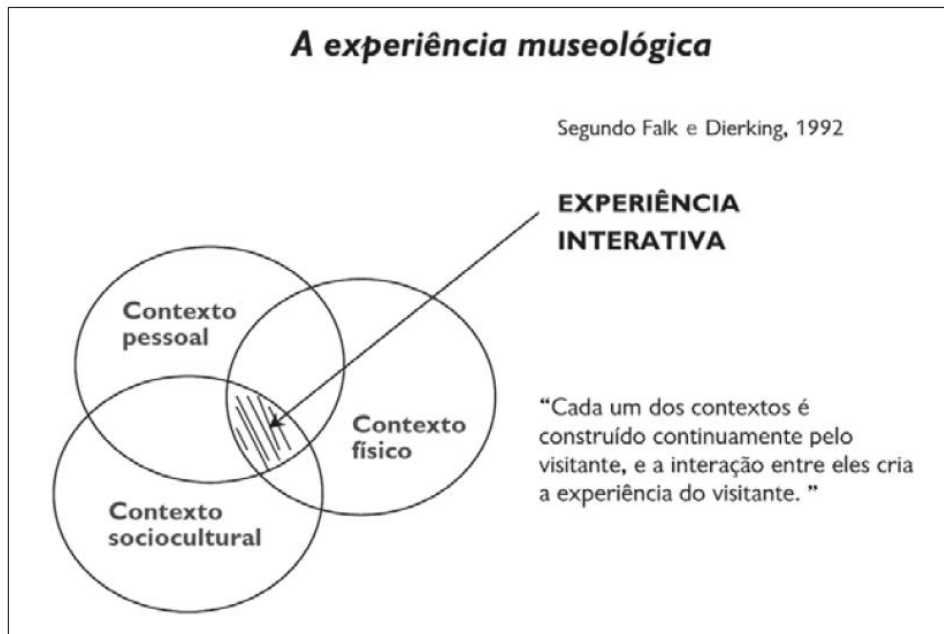 A experiência museológica
Segundo Falk e Dierking, 1992
EXPERIÊNCIA
INTERATIVA
Contexto
pessoal
Contexto
físico
Contexto
sociocultural
“Cada um dos contextos é
construído continuamente pelo
visitante, e a interação entre eles cria
a experiência do visitante. ”